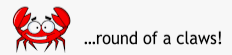 ...round of a claws!